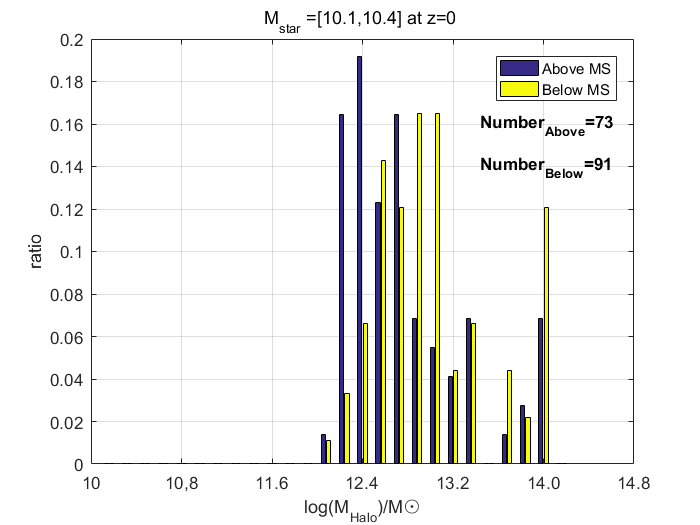 M_star =[10.1,10.4] at z=0
0.2
0.18
0.16
0.14
0.12
0.1
0.08
0.06
0.04
0.02
0
ratio
Above MS
Below MS
Number_Above=73
Number_Below=91
10 10,8 11.6 12.4 13.2 14.0 14.8
log(M_Halo)/M☉